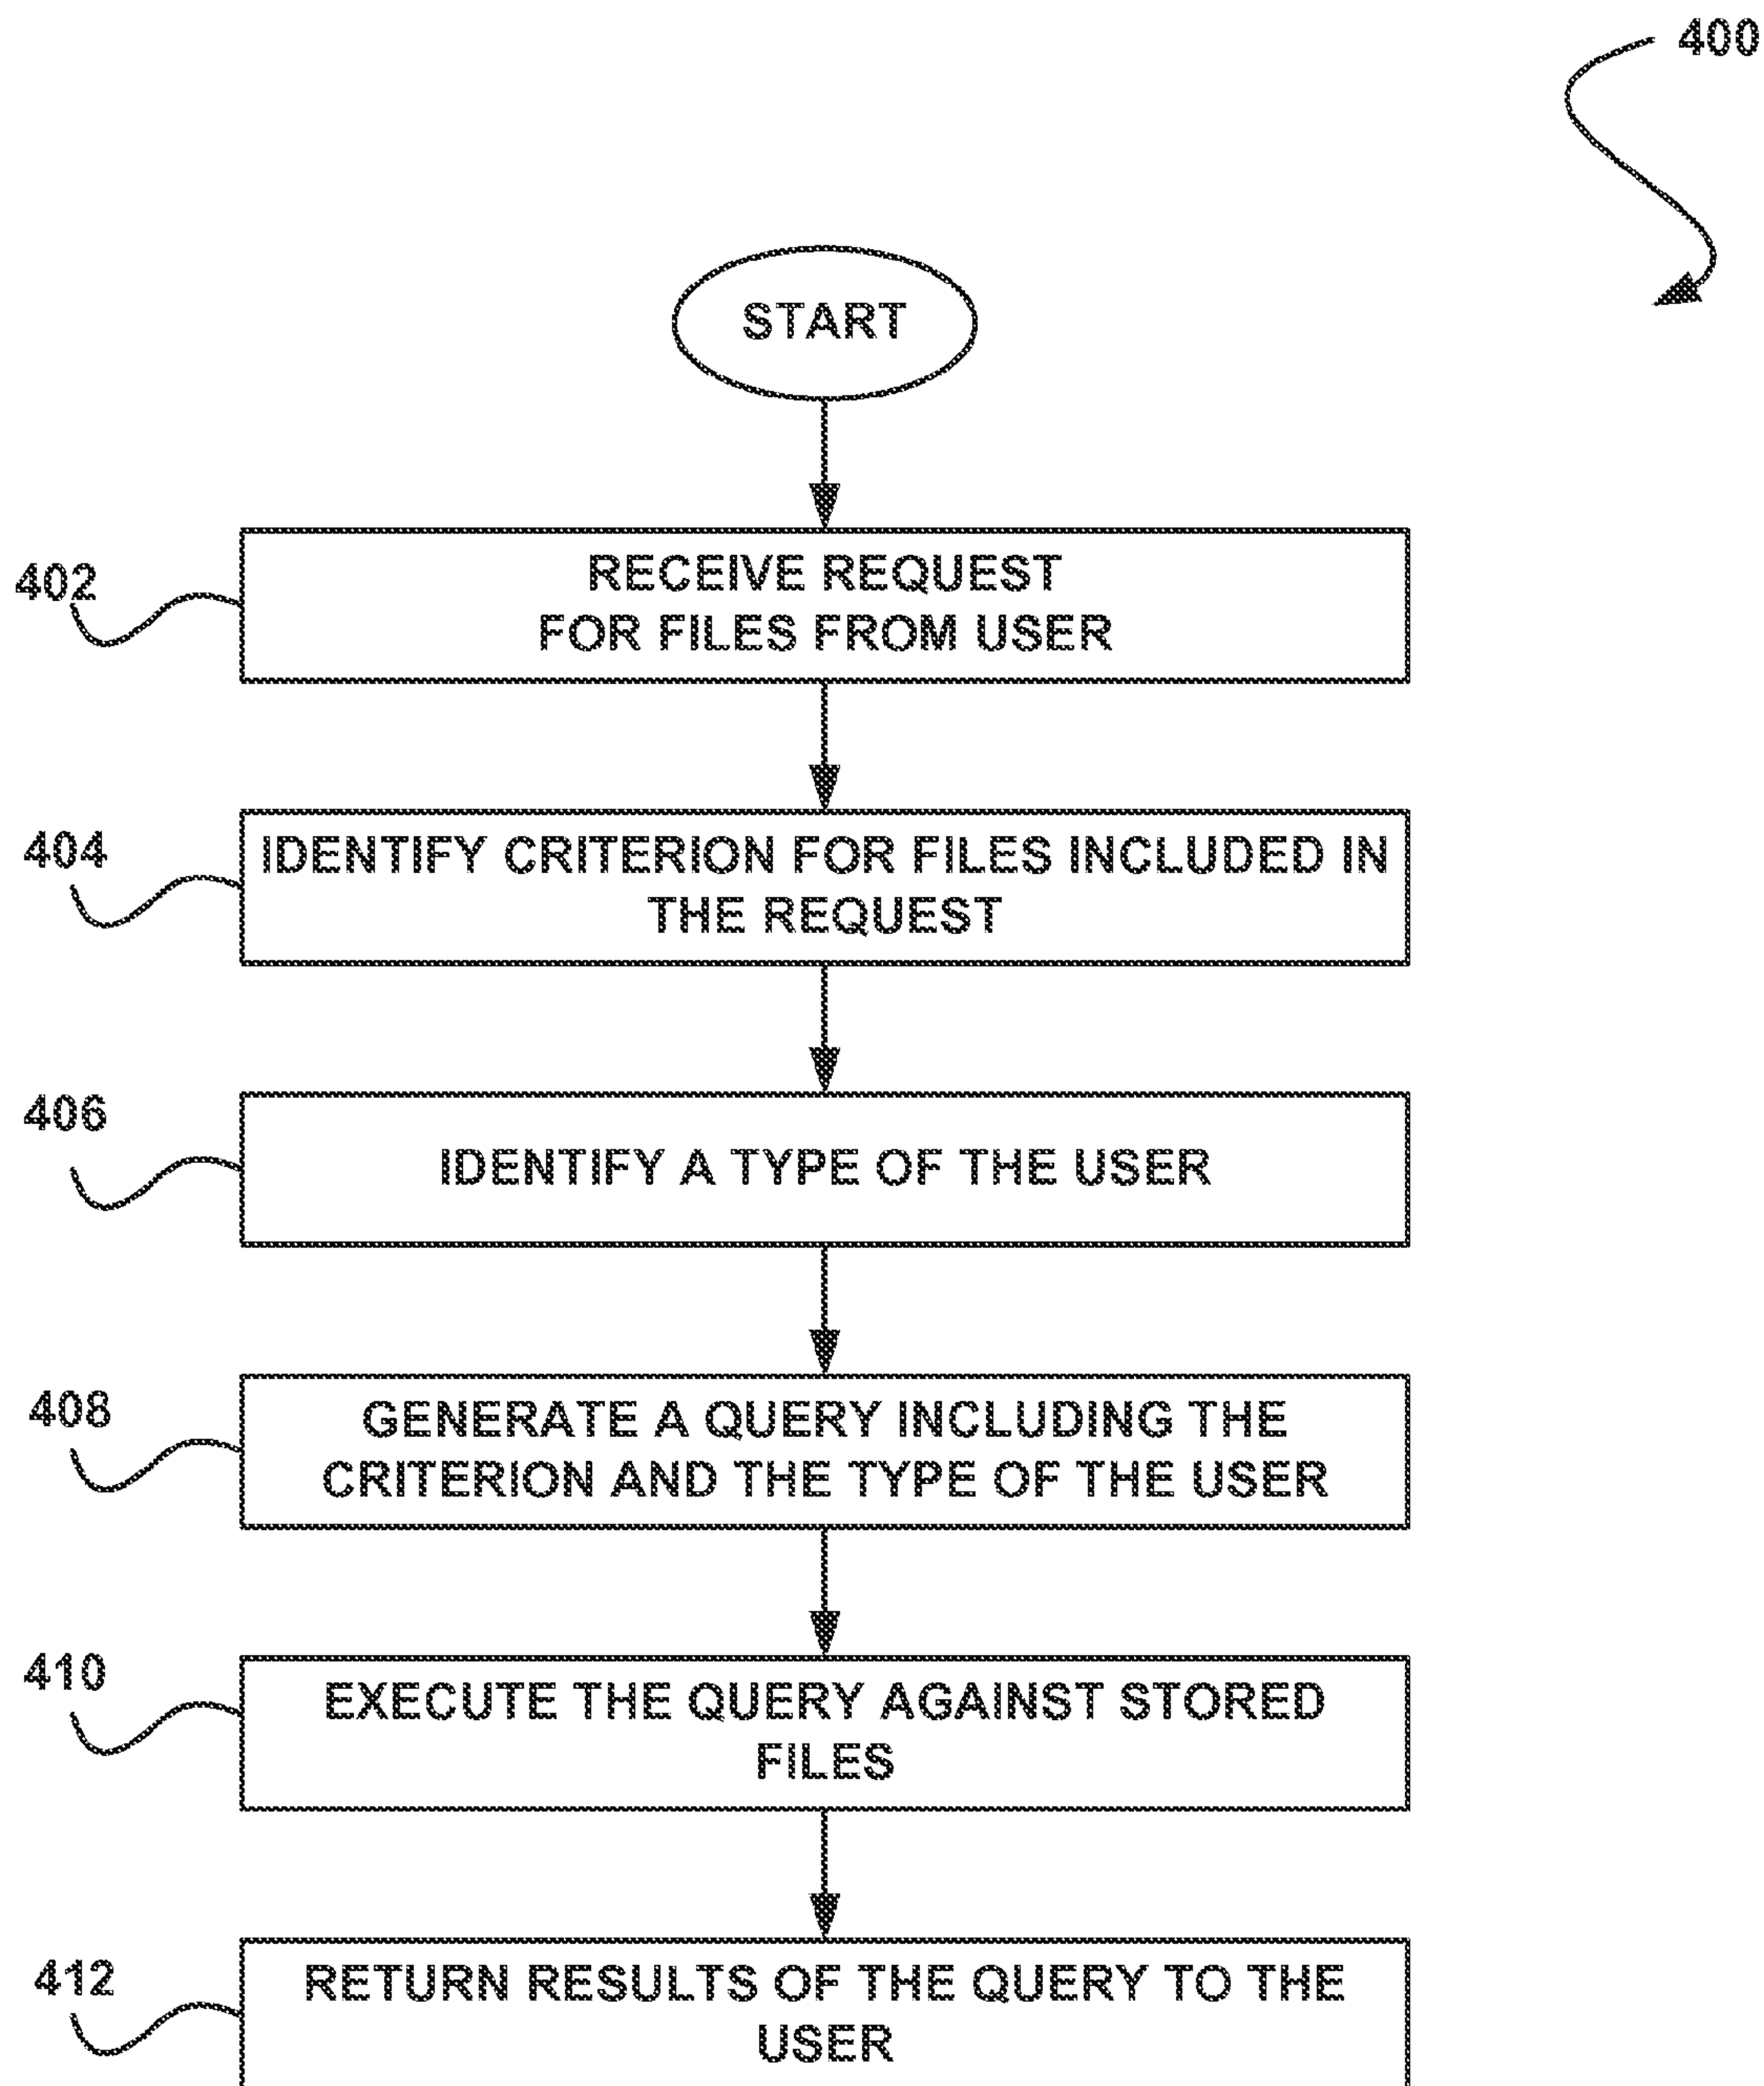 400
START
402
RECEIVE REQUEST
FOR FILES FROM USER
404
IDENTIFY CRITERION FOR FILES INCLUDED IN
THE REQUEST
406
IDENTIFY A TYPE OF THE USER
408
GENERATE A QUERY INCLUDING THE
CRITERION AND THE TYPE OF THE USER
410
EXECUTE THE QUERY AGAINST STORED
FILES
412
RETURN RESULTS OF THE QUERY TO THE
USER